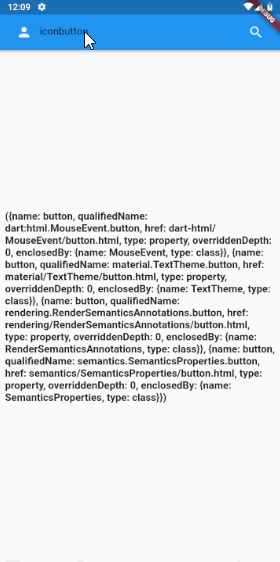 12:09
DEBUG
iconbutton
({name: button, qualifiedName:
dart:html.MouseEvent.button, href: dart-html/
MouseEvent/button.html, type: property, overriddenDepth:
0, enclosedBy: {name: MouseEvent, type: class}}, {name:
button, qualifiedName: material.TextTheme.button, href:
material/TextTheme/button.html, type: property,
overriddenDepth: 0, enclosedBy: {name: TextTheme, type:
class}}, {name: button, qualifiedName:
rendering.RenderSemanticsAnnotations.button, href:
rendering/RenderSemanticsAnnotations/button.html,
type: property, overriddenDepth: 0, enclosedBy: {name:
RenderSemanticsAnnotations, type: class}}, {name: button,
qualifiedName: semantics.SemanticsProperties.button,
href: semantics/SemanticsProperties/button.html, type:
property, overriddenDepth: 0, enclosedBy: {name:
SemanticsProperties, type: class}})